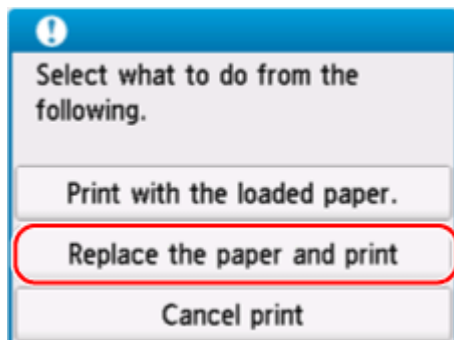 Select what to do from the
following.
Print with the loaded paper.
Replace the paper and print
Cancel print